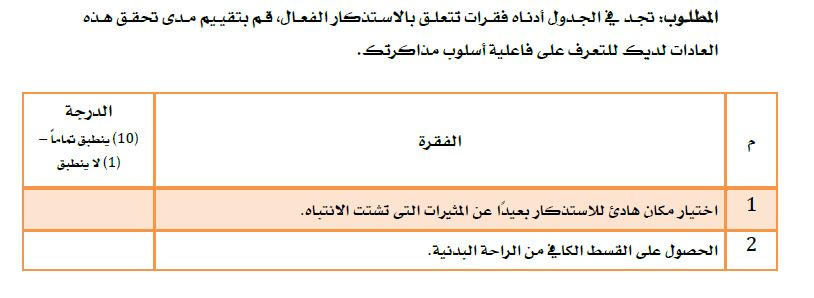 المطلوب: تجد في الجدول أدناه فقرات تتعلق بالاستذكار الفعال، قم بتقييم مدى تحقق هذه
العادات لديك للتعرف على فاعلية أسلوب مذاكرتك.
م
الفقرة
الدرجة
(10) ينطبق تماماً –
(1) لا ينطبق
1
اختيار مكان هادئ للاستذكار بعيدًا عن المثيرات التى تشتت الانتباه.
2
الحصول على القسط الكافي من الراحة البدنية.